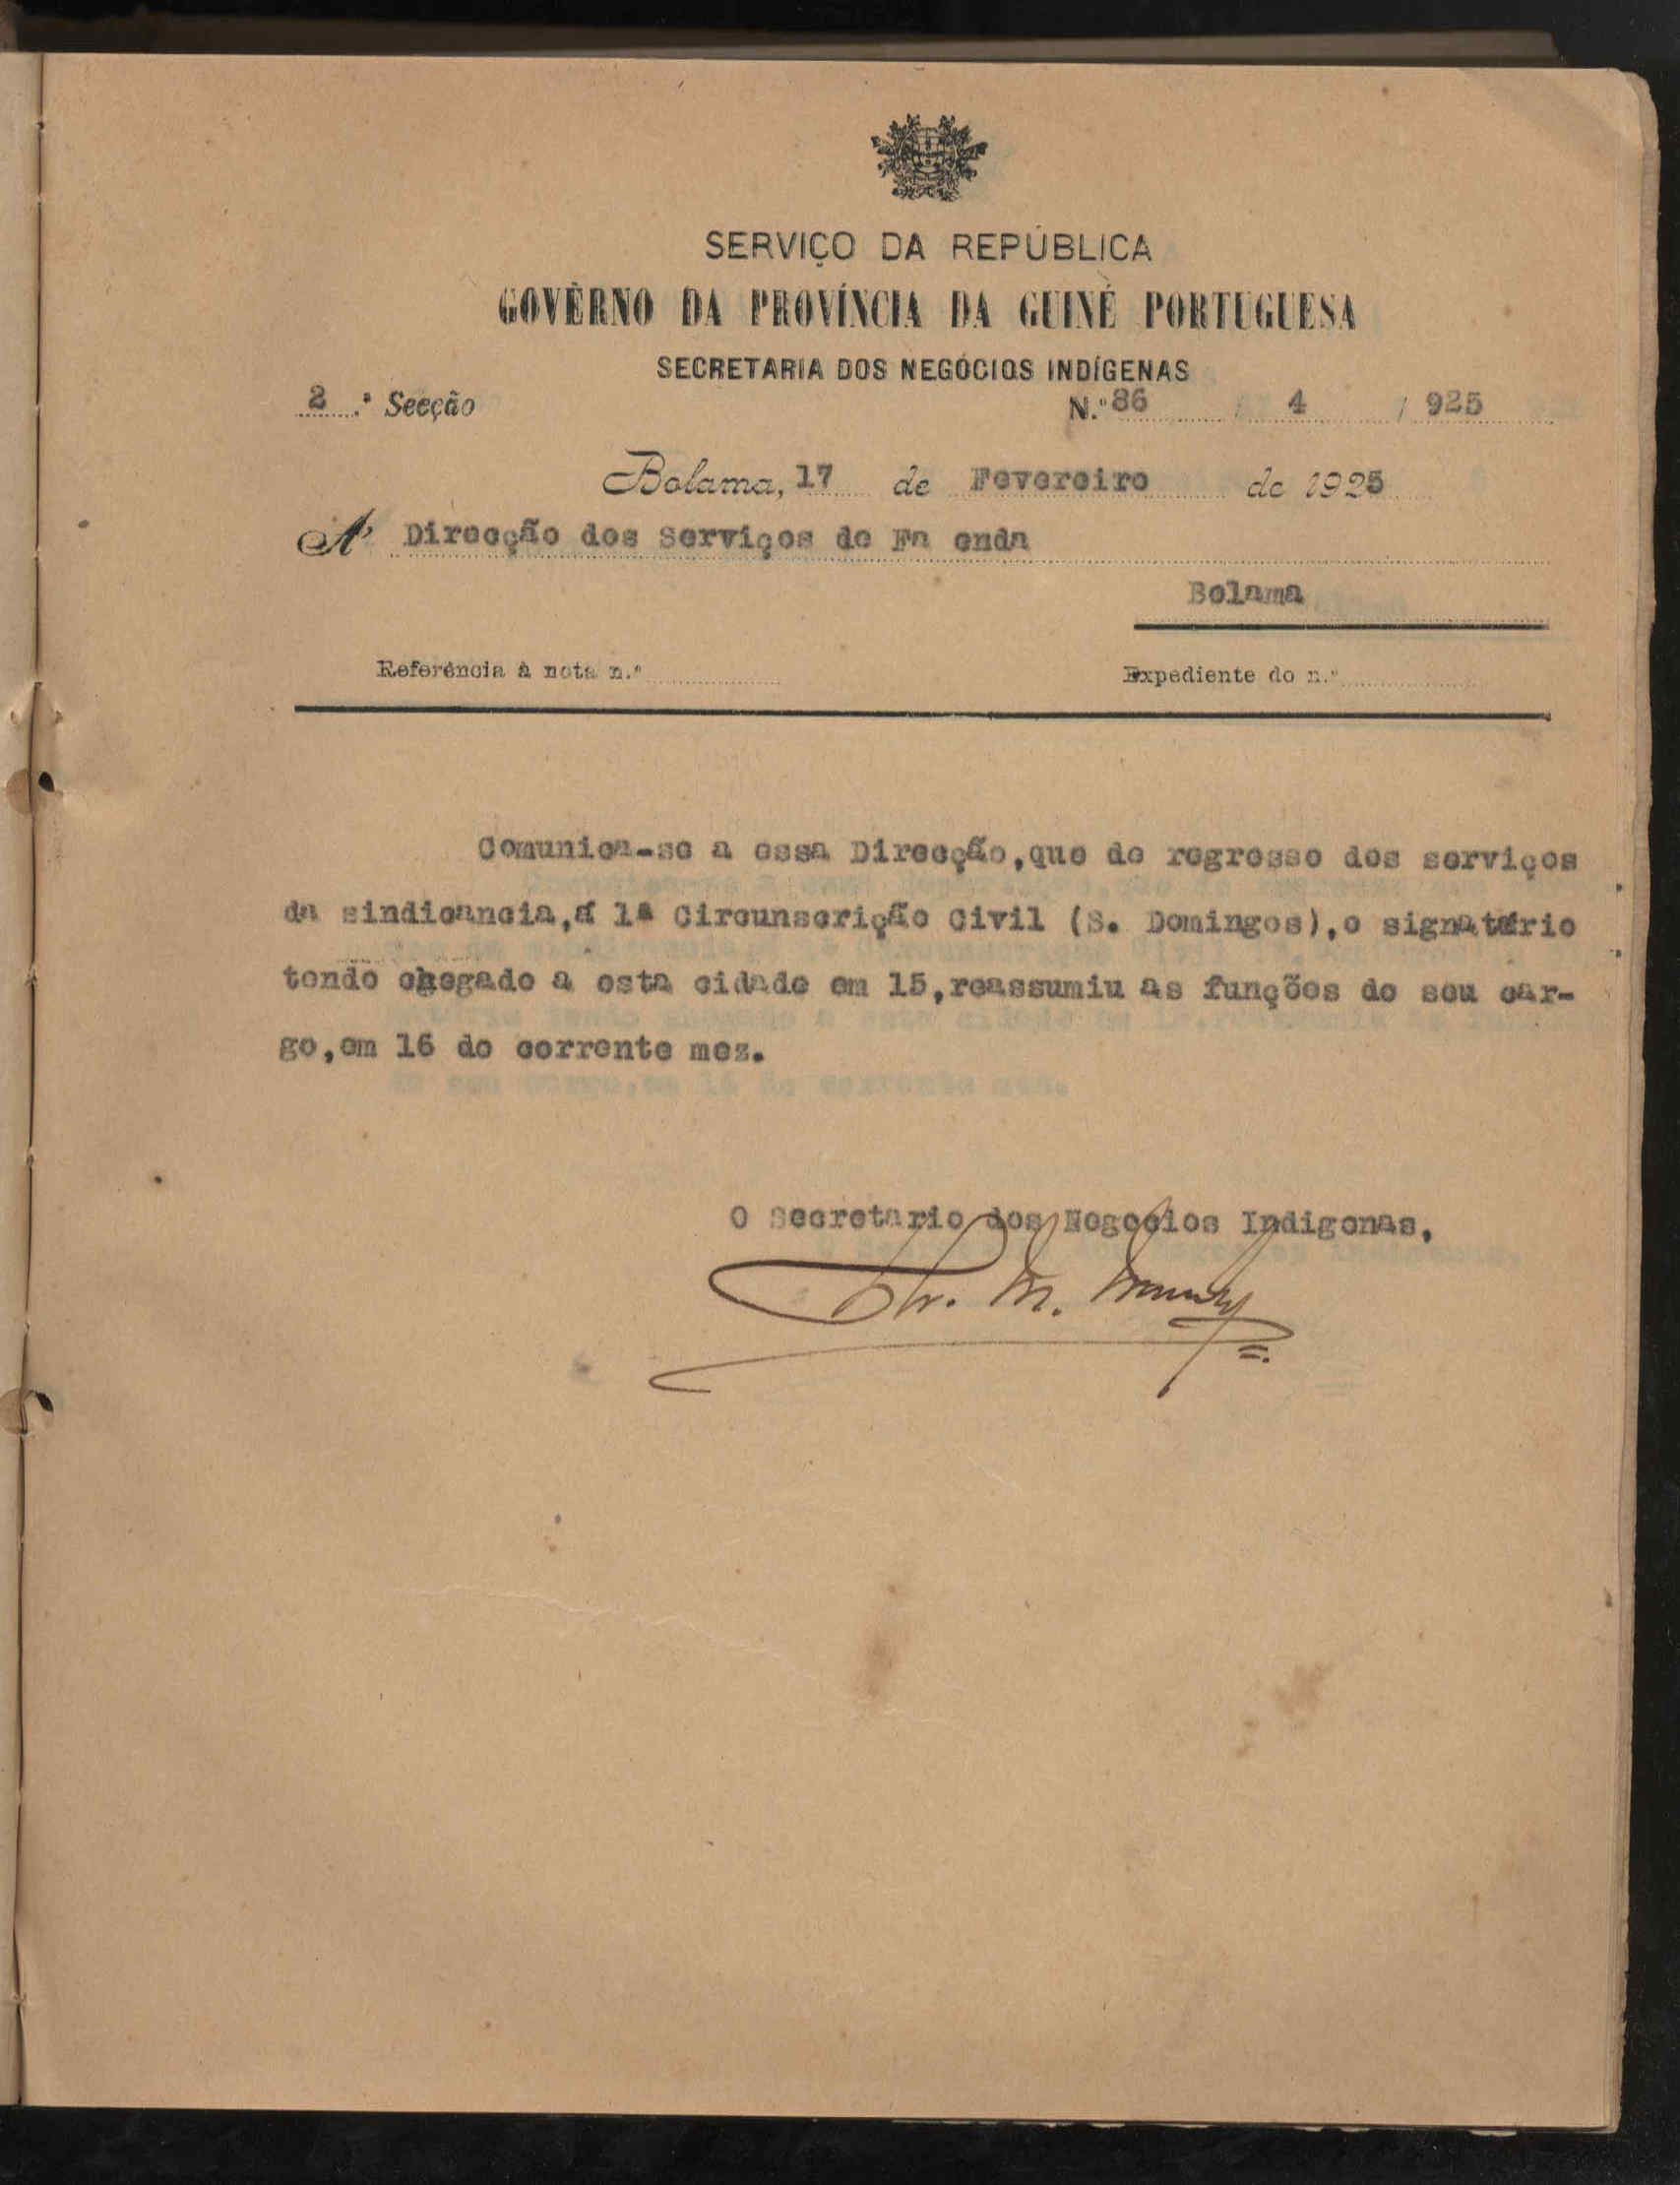 SERVIÇO DA REPÚBLICA
GOVÊRNO DA PROVÍNCIA DA GUINÉ PORTUGUESA
SECRETARIA DOS NEGÓCIOS INDÍGENAS
2.ª Secção N.º 86 / 4 / 925
Bolama, 17 de Fevereiro de 1925
A' Direcção dos Serviços de Fa enda
Bolama
Referência à nota n.º Expediente do n.º
Comunica-se a essa Direcção,que de regresso dos serviços
da sindicancia,á 1ª Circunscrição Civil (S. Domingos),o signatário
tendo chegado a esta cidade em 15,reassumiu as funções do seu car-
go,em 16 do corrente mez.
O Secretario dos Negocios Indigenas,